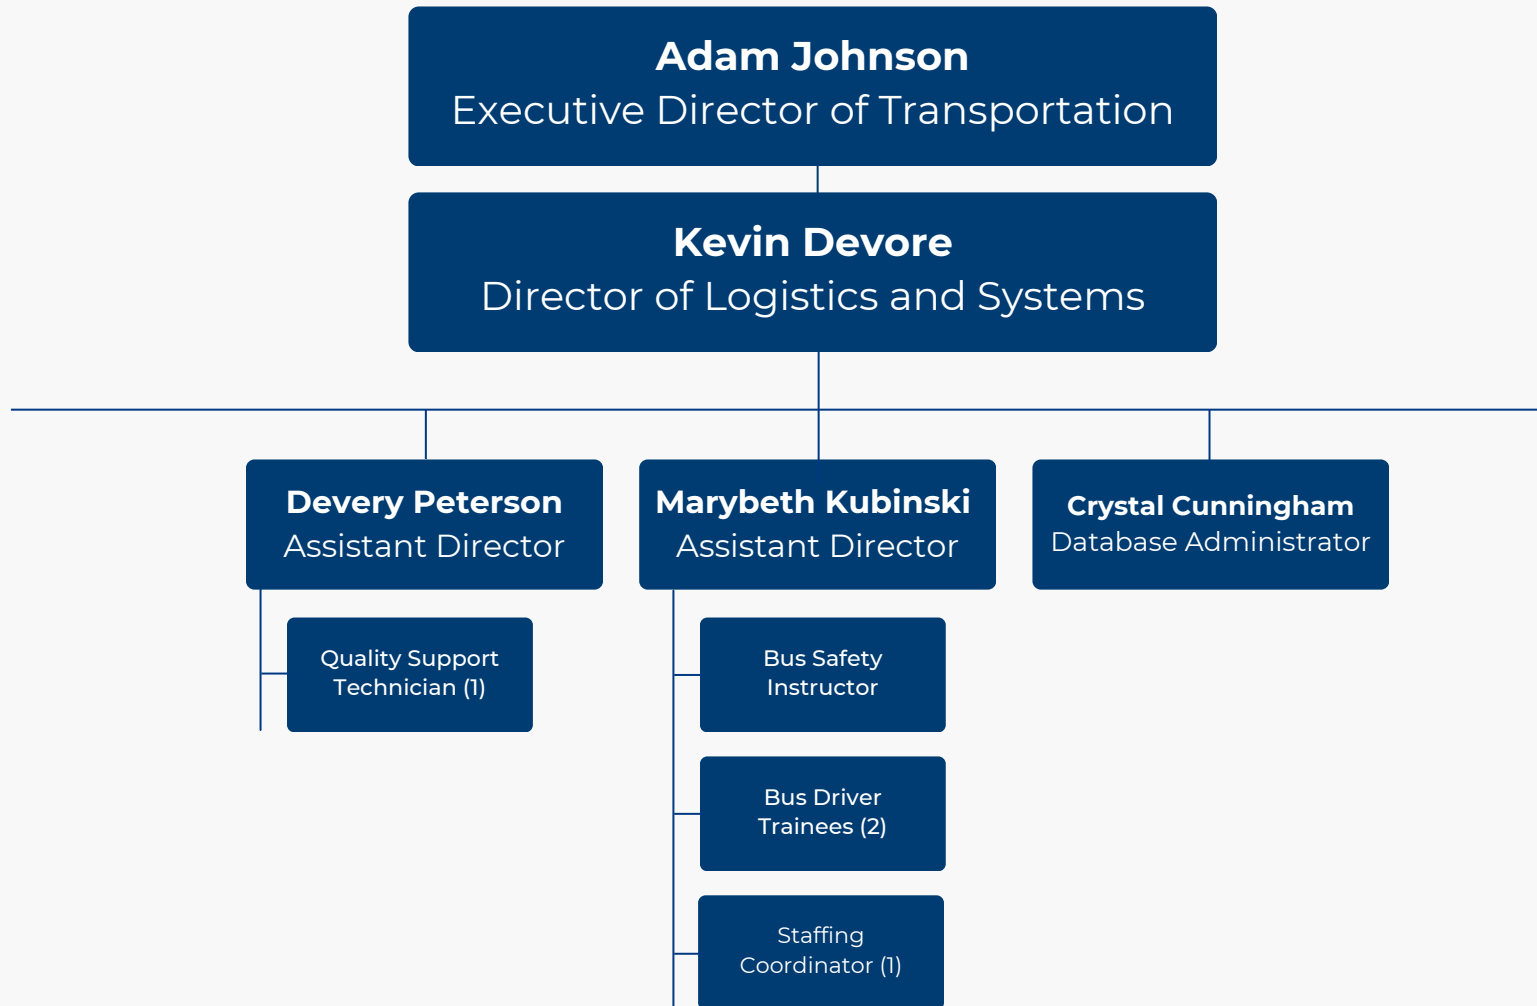 Adam Johnson
Executive Director of Transportation
Kevin Devore
Director of Logistics and Systems
Devery Peterson
Assistant Director
Marybeth Kubinski
Assistant Director
Crystal Cunningham
Database Administrator
Quality Support
Technician (1)
Bus Safety
Instructor
Bus Driver
Trainees (2)
Staffing
Coordinator (1)